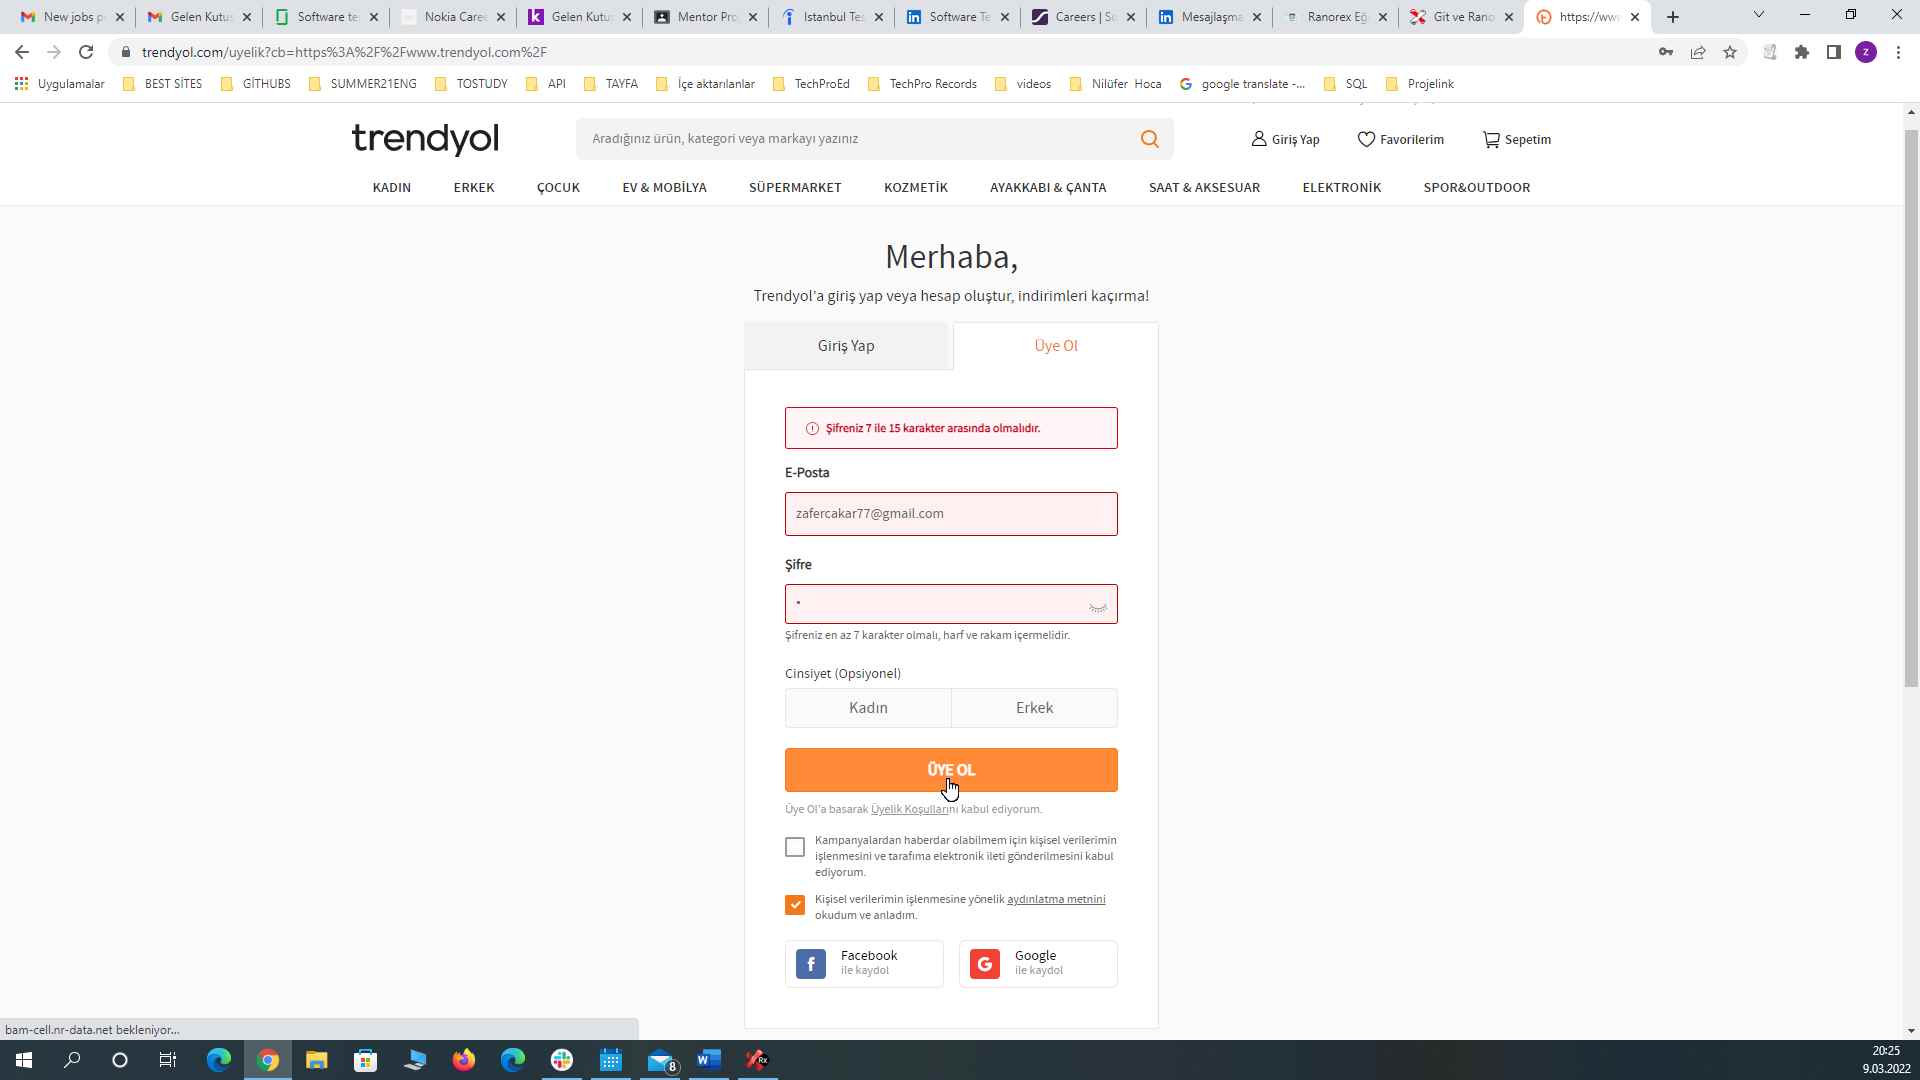 New jobs p
Gelen Kutu
Software te
Nokia Care
Gelen Kutu
Mentor Pro
Istanbul Tes
Software Te
Careers | S
Mesajlaşma
Ranorex Eğ
Git ve Rano
https://ww
trendyol.com/uyelik?cb=https%3A%2F%2Fwww.trendyol.com%2F
z
Uygulamalar
BEST SİTES
GİTHUBS
SUMMER21ENG
TOSTUDY
API
TAYFA
İçe aktarılanlar
TechProEd
TechPro Records
videos
Nilüfer Hoca
google translate -...
SQL
Projelink
trendyol
Aradığınız ürün, kategori veya markayı yazınız
Giriş Yap
Favorilerim
Sepetim
KADIN
ERKEK
ÇOCUK
EV & MOBİLYA
SÜPERMARKET
KOZMETİK
AYAKKABI & ÇANTA
SAAT & AKSESUAR
ELEKTRONİK
SPOR&OUTDOOR
Merhaba,
Trendyol'a giriş yap veya hesap oluştur, indirimleri kaçırma!
Giriş Yap
Üye Ol
Şifreniz 7 ile 15 karakter arasında olmalıdır.
E-Posta
zafercakar77@gmail.com
Şifre
•
Şifreniz en az 7 karakter olmalı, harf ve rakam içermelidir.
Cinsiyet (Opsiyonel)
Kadın
Erkek
ÜYE OL
Üye Ol'a basarak Üyelik Koşullarını kabul ediyorum.
Kampanyalardan haberdar olabilmem için kişisel verilerimin
işlenmesini ve tarafıma elektronik ileti gönderilmesini kabul
ediyorum.
Kişisel verilerimin işlenmesine yönelik aydınlatma metnini
okudum ve anladım.
Facebook
ile kaydol
Google
ile kaydol
bam-cell.nr-data.net bekleniyor...
8
20:25
9.03.2022